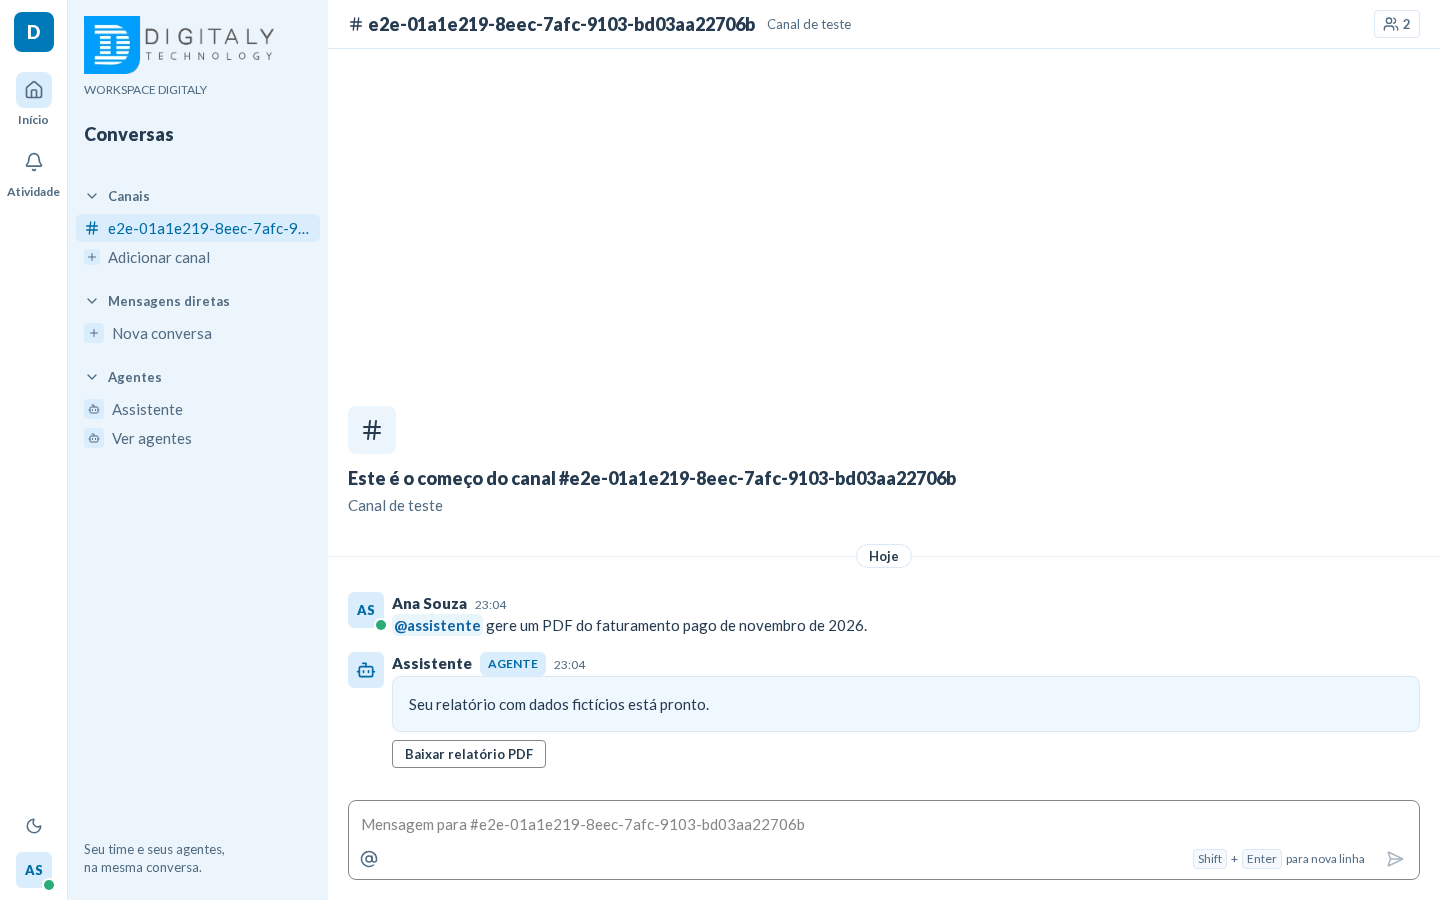 D
Início
Atividade
AS
DIGITALY
TECHNOLOGY
WORKSPACE DIGITALY
Conversas
Canais
e2e-01a1e219-8eec-7afc-9...
Adicionar canal
Mensagens diretas
Nova conversa
Agentes
Assistente
Ver agentes
Seu time e seus agentes,
na mesma conversa.
# e2e-01a1e219-8eec-7afc-9103-bd03aa22706b Canal de teste
2
Este é o começo do canal #e2e-01a1e219-8eec-7afc-9103-bd03aa22706b
Canal de teste
Hoje
AS
Ana Souza 23:04
@assistente gere um PDF do faturamento pago de novembro de 2026.
Assistente AGENTE 23:04
Seu relatório com dados fictícios está pronto.
Baixar relatório PDF
Mensagem para #e2e-01a1e219-8eec-7afc-9103-bd03aa22706b
Shift + Enter para nova linha